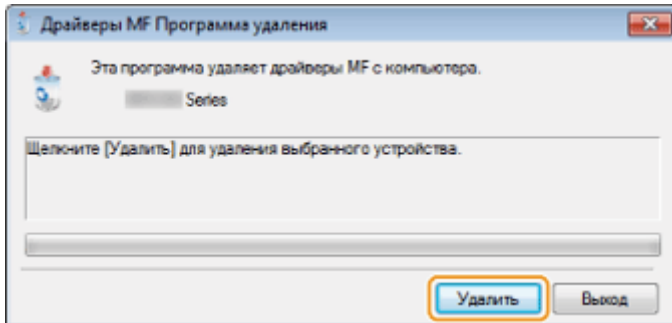 Драйверы MF Программа удаления
Эта программа удаляет драйверы MF с компьютера.
Series
Щелкните [Удалить] для удаления выбранного устройства.
Удалить
Выход